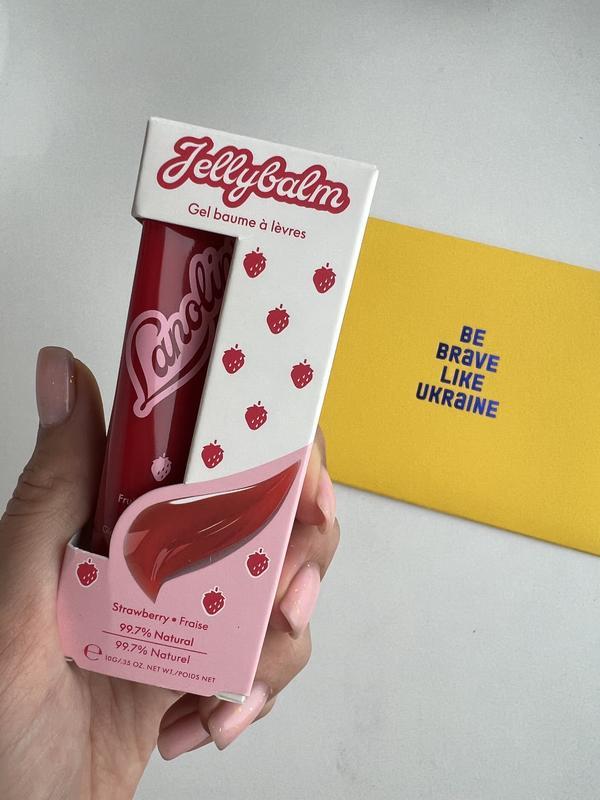 Jellybalm
Gel baume à lèvres
Strawberry • Fraise
99.7% Natural
99.7% Naturel
e 10G/.35 OZ. NET WT./POIDS NET
BE
BRAVE
LIKE
UKRAINE